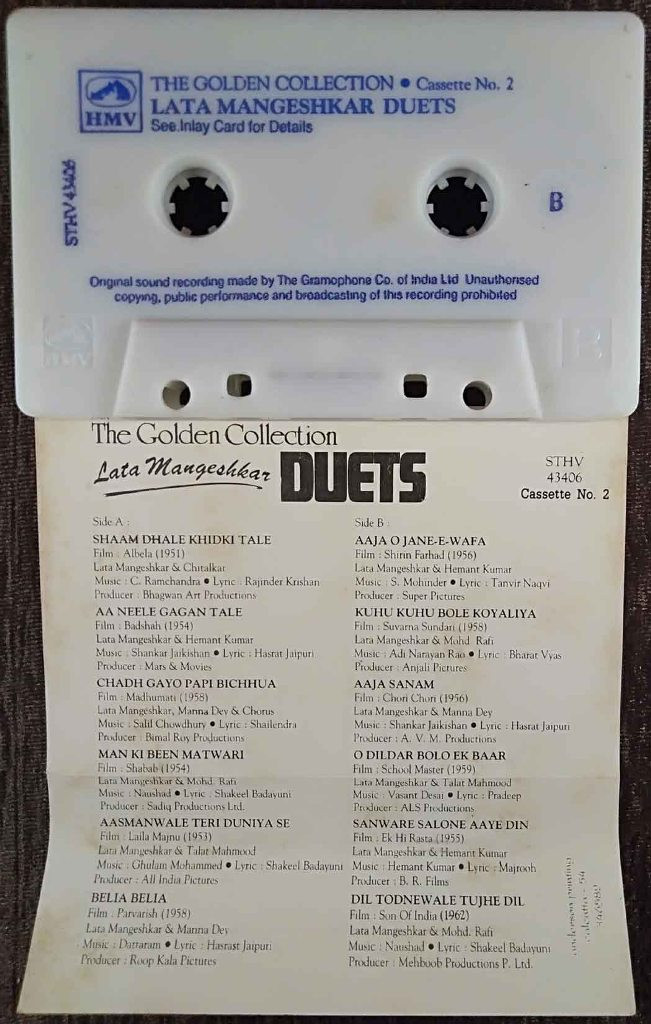 HMV
THE GOLDEN COLLECTION • Cassette No. 2
LATA MANGESHKAR DUETS
See Inlay Card for Details
STHV 43406
B
Original sound recording made by The Gramophone Co. of India Ltd Unauthorised
copying, public performance and broadcasting of this recording prohibited
B
The Golden Collection
Lata Mangeshkar DUETS
STHV
43406
Cassette No. 2
Side A :
SHAAM DHALE KHIDKI TALE
Film : Albela (1951)
Lata Mangeshkar & Chitalkar
Music : C. Ramchandra • Lyric : Rajinder Krishan
Producer : Bhagwan Art Productions
AA NEELE GAGAN TALE
Film : Badshah (1954)
Lata Mangeshkar & Hemant Kumar
Music : Shankar Jaikishan • Lyric : Hasrat Jaipuri
Producer : Mars & Movies
CHADH GAYO PAPI BICHHUA
Film : Madhumati (1958)
Lata Mangeshkar, Manna Dey & Chorus
Music : Salil Chowdhury • Lyric : Shailendra
Producer : Bimal Roy Productions
MAN KI BEEN MATWARI
Film : Shabab (1954)
Lata Mangeshkar & Mohd. Rafi
Music : Naushad • Lyric : Shakeel Badayuni
Producer : Sadiq Productions Ltd.
AASMANWALE TERI DUNIYA SE
Film : Laila Majnu (1953)
Lata Mangeshkar & Talat Mahmood
Music : Ghulam Mohammed • Lyric : Shakeel Badayuni
Producer : All India Pictures
BELIA BELIA
Film : Parvarish (1958)
Lata Mangeshkar & Manna Dey
Music : Dattaram • Lyric : Hasrast Jaipuri
Producer : Roop Kala Pictures
Side B :
AAJA O JANE-E-WAFA
Film : Shirin Farhad (1956)
Lata Mangeshkar & Hemant Kumar
Music : S. Mohinder • Lyric : Tanvir Naqvi
Producer : Super Pictures
KUHU KUHU BOLE KOYALIYA
Film : Suvarna Sundari (1958)
Lata Mangeshkar & Mohd. Rafi
Music : Adi Narayan Rao • Lyric : Bharat Vyas
Producer : Anjali Pictures
AAJA SANAM
Film : Chori Chori (1956)
Lata Mangeshkar & Manna Dey
Music : Shankar Jaikishan • Lyric : Hasrat Jaipuri
Producer : A. V. M. Productions
O DILDAR BOLO EK BAAR
Film : School Master (1959)
Lata Mangeshkar & Talat Mahmood
Music : Vasant Desai • Lyric : Pradeep
Producer : ALS Productions
SANWARE SALONE AAYE DIN
Film : Ek Hi Rasta (1955)
Lata Mangeshkar & Hemant Kumar
Music : Hemant Kumar • Lyric : Majrooh
Producer : B. R. Films
DIL TODNEWALE TUJHE DIL
Film : Son Of India (1962)
Lata Mangeshkar & Mohd. Rafi
Music : Naushad • Lyric : Shakeel Badayuni
Producer : Mehboob Productions P. Ltd.
anderson printing
calcutta - 54